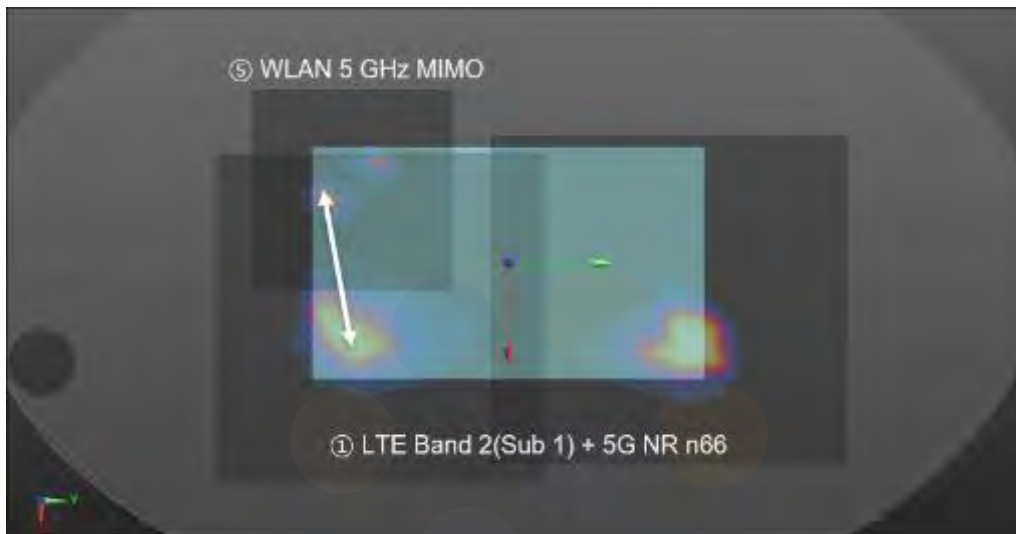 ⑤ WLAN 5 GHz MIMO
① LTE Band 2(Sub 1) + 5G NR n66
Y